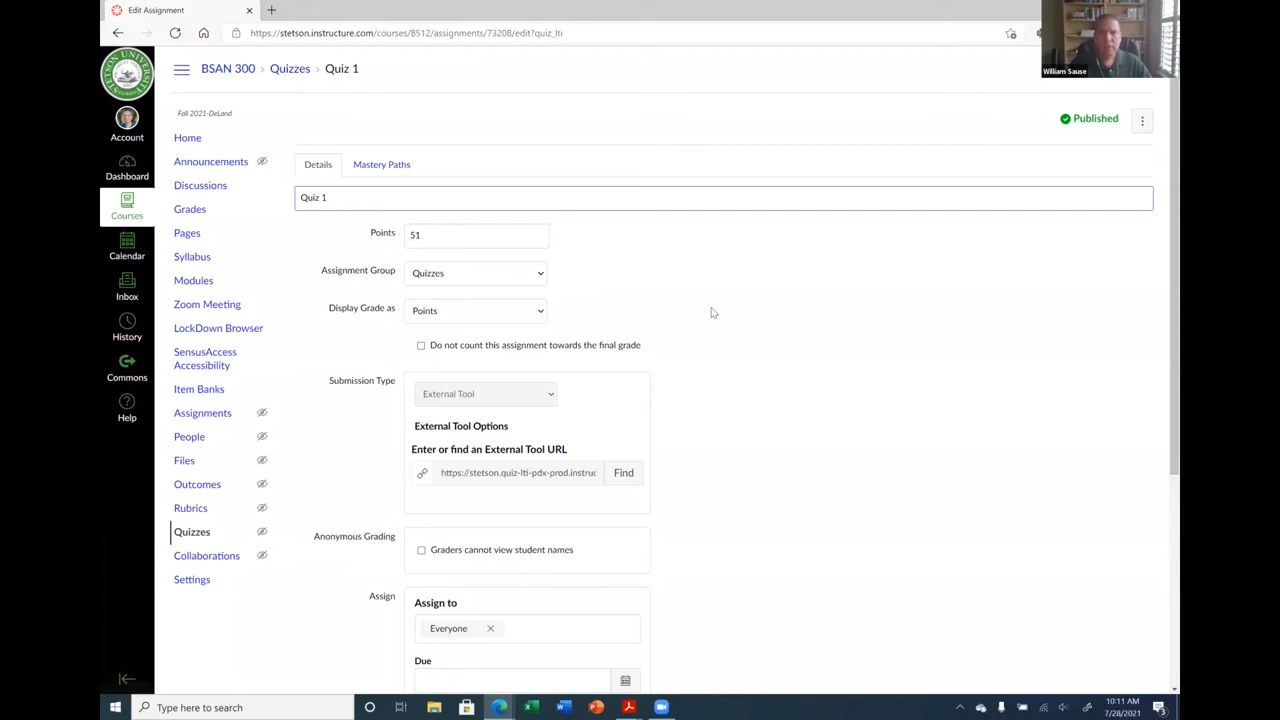 Edit Assignment
https://stetson.instructure.com/courses/8512/assignments/73208/edit?quiz_lti
William Sause
STETSON UNIVERSITY
BSAN 300 › Quizzes › Quiz 1
Fall 2021-DeLand
Published
Account
Dashboard
Courses
Calendar
Inbox
History
Commons
Help
Home
Announcements
Discussions
Grades
Pages
Syllabus
Modules
Zoom Meeting
LockDown Browser
SensusAccess
Accessibility
Item Banks
Assignments
People
Files
Outcomes
Rubrics
Quizzes
Collaborations
Settings
Details
Mastery Paths
Quiz 1
Points
51
Assignment Group
Quizzes
Display Grade as
Points
Do not count this assignment towards the final grade
Submission Type
External Tool
External Tool Options
Enter or find an External Tool URL
https://stetson.quiz-lti-pdx-prod.instruc
Find
Anonymous Grading
Graders cannot view student names
Assign
Assign to
Everyone
Due
Type here to search
10:11 AM
7/28/2021
3